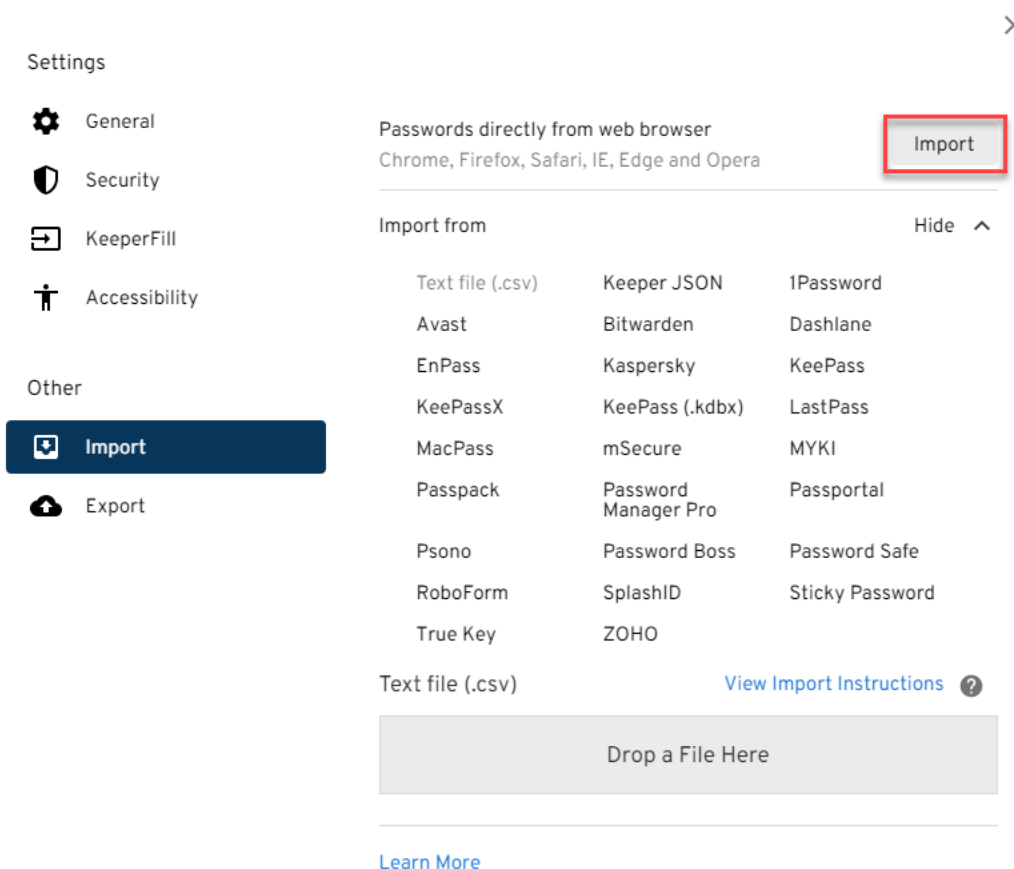 Settings
General
Security
KeeperFill
Accessibility
Other
Import
Export
Passwords directly from web browser
Chrome, Firefox, Safari, IE, Edge and Opera
Import
Import from
Hide
Text file (.csv) Keeper JSON 1Password
Avast Bitwarden Dashlane
EnPass Kaspersky KeePass
KeePassX KeePass (.kdbx) LastPass
MacPass mSecure MYKI
Passpack Password Manager Pro Passportal
Psono Password Boss Password Safe
RoboForm SplashID Sticky Password
True Key ZOHO
Text file (.csv) View Import Instructions ?
Drop a File Here
Learn More